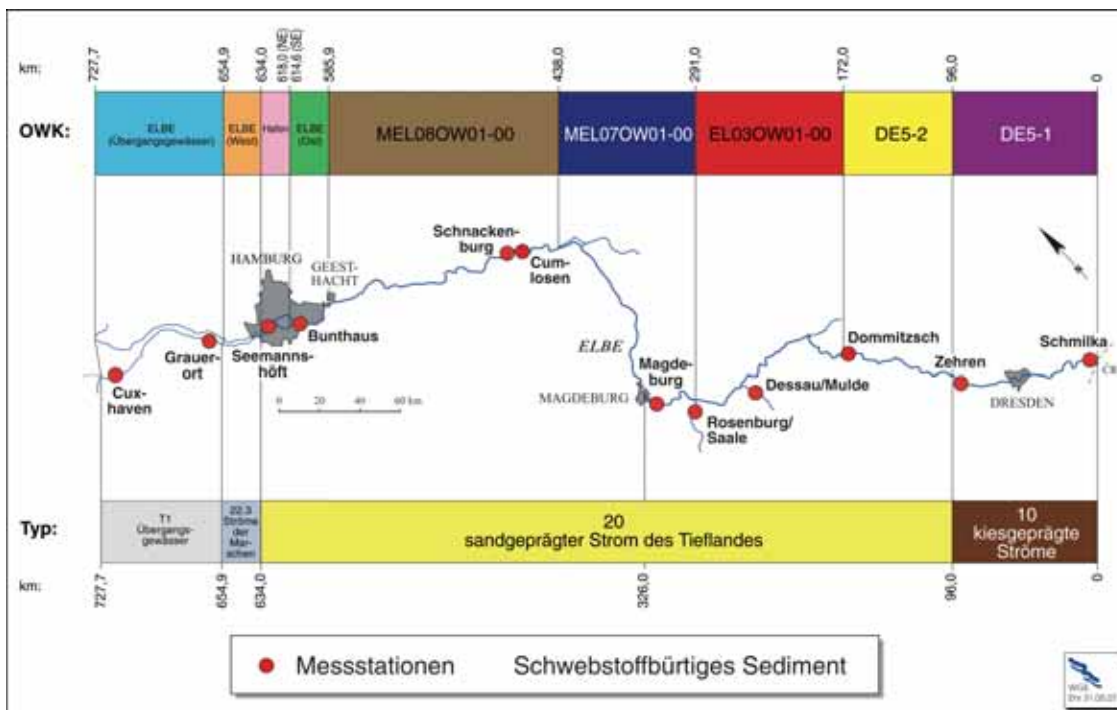 km:
727,7
654,9
634,0
618,0 (NE)
614,6 (SE)
585,9
438,0
291,0
172,0
96,0
0
OWK:
ELBE
(Übergangsgewässer)
ELBE
(West)
Hafen
ELBE
(Ost)
MEL08OW01-00
MEL07OW01-00
EL03OW01-00
DE5-2
DE5-1
Schnacken-
burg
Cum-
losen
HAMBURG
GEEST-
HACHT
Bunthaus
Seemanns-
höft
Grauer-
ort
Cux-
haven
0 20 40 60 km
ELBE
MAGDEBURG
Magde-
burg
Rosenburg/
Saale
Dessau/Mulde
Dommitzsch
Zehren
DRESDEN
Schmilka
Typ:
T1
Übergangs-
gewässer
22.3
Ströme
der
Mar-
schen
20
sandgeprägter Strom des Tieflandes
10
kiesgeprägte
Ströme
km:
727,7
654,9
634,0
326,0
96,0
0
Messstationen Schwebstoffbürtiges Sediment